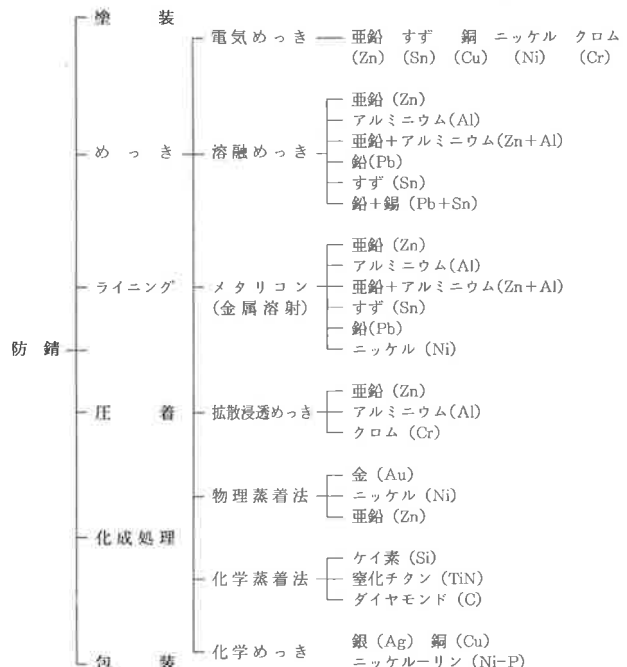 塗装
電気めっき 亜鉛 すず 銅 ニッケル クロム
(Zn) (Sn) (Cu) (Ni) (Cr)
亜鉛 (Zn)
アルミニウム(Al)
めっき 溶融めっき 亜鉛+アルミニウム(Zn+Al)
鉛(Pb)
すず (Sn)
鉛+錫 (Pb+Sn)
亜鉛 (Zn)
アルミニウム(Al)
ライニング メタリコン 亜鉛+アルミニウム(Zn+Al)
(金属溶射) すず (Sn)
鉛(Pb)
防錆 ニッケル (Ni)
亜鉛 (Zn)
圧着 拡散浸透めっき アルミニウム(Al)
クロム (Cr)
金 (Au)
物理蒸着法 ニッケル (Ni)
亜鉛 (Zn)
化成処理
ケイ素 (Si)
化学蒸着法 窒化チタン (TiN)
ダイヤモンド (C)
化学めっき 銀 (Ag) 銅 (Cu)
包装 ニッケルーリン (Ni-P)